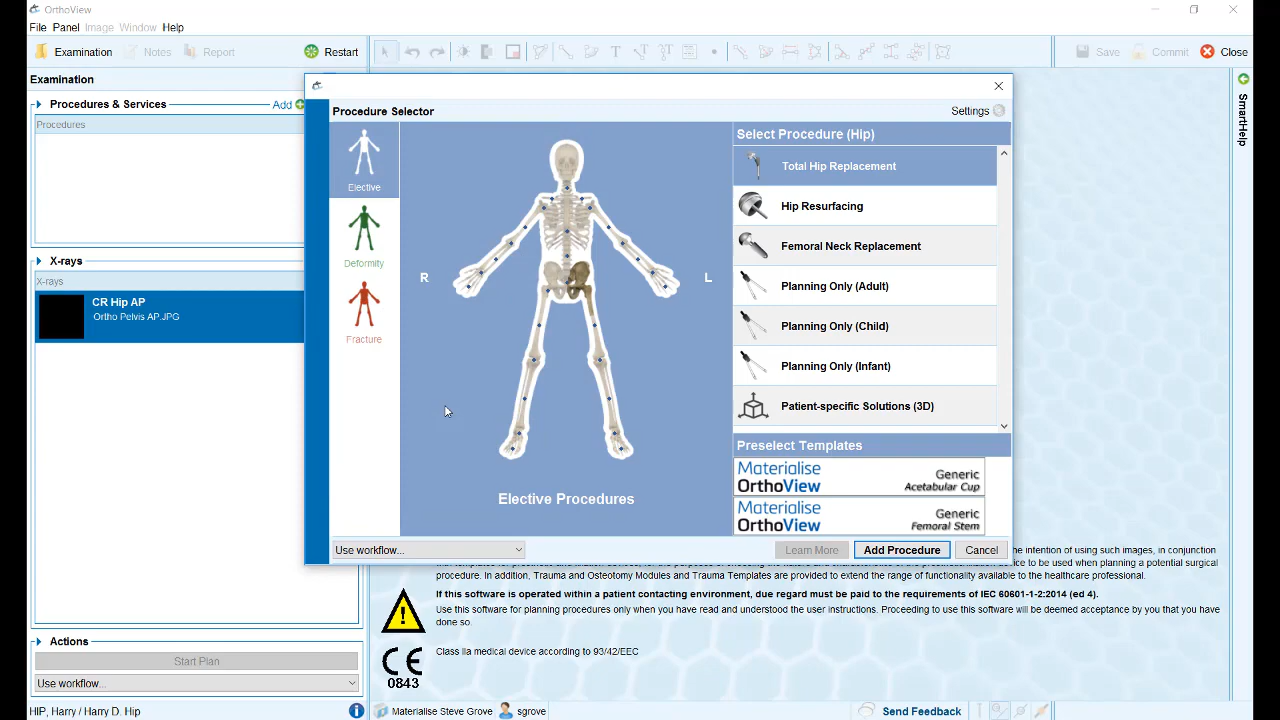 OrthoView
File Panel Image Window Help
Examination Notes Report Restart Save Commit Close
Examination
Procedures & Services Add
Procedures
X-rays
X-rays
CR Hip AP
Ortho Pelvis AP.JPG
Actions
Start Plan
Use workflow...
HIP, Harry / Harry D. Hip
Procedure Selector
Settings
Elective
Deformity
Fracture
R
L
Elective Procedures
Select Procedure (Hip)
Total Hip Replacement
Hip Resurfacing
Femoral Neck Replacement
Planning Only (Adult)
Planning Only (Child)
Planning Only (Infant)
Patient-specific Solutions (3D)
Preselect Templates
Materialise
OrthoView
Generic
Acetabular Cup
Materialise
OrthoView
Generic
Femoral Stem
Use workflow...
Learn More
Add Procedure
Cancel
SmartHelp
the intention of using such images, in conjunction
procedure. In addition, Trauma and Osteotomy Modules and Trauma Templates are provided to extend the range of functionality available to the healthcare professional.
If this software is operated within a patient contacting environment, due regard must be paid to the requirements of IEC 60601-1-2:2014 (ed 4).
Use this software for planning procedures only when you have read and understood the user instructions. Proceeding to use this software will be deemed acceptance by you that you have
done so.
Class IIa medical device according to 93/42/EEC
0843
Materialise Steve Grove sgrove
Send Feedback